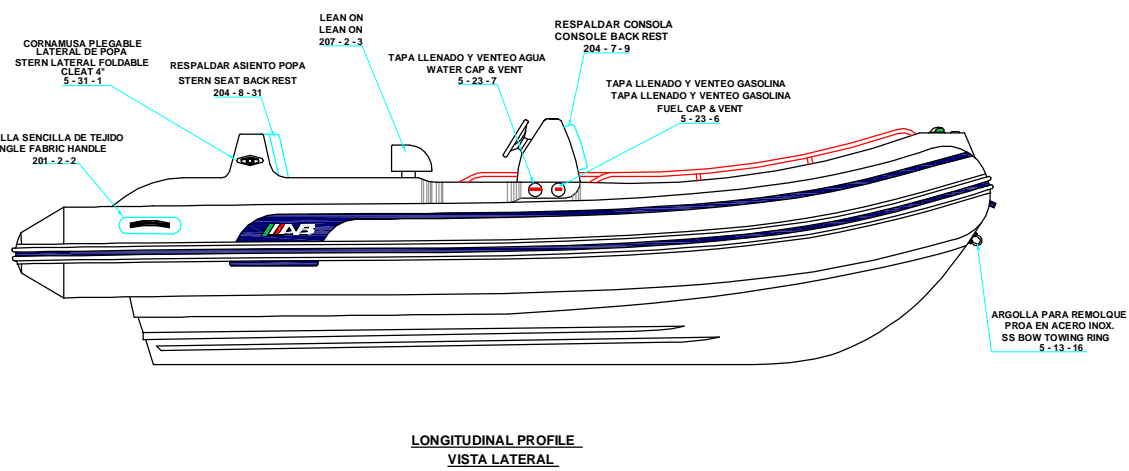 LEAN ON
LEAN ON
207 - 2 - 3
RESPALDAR CONSOLA
CONSOLE BACK REST
204 - 7 - 9
CORNAMUSA PLEGABLE
LATERAL DE POPA
STERN LATERAL FOLDABLE
CLEAT 4"
5 - 31 - 1
RESPALDAR ASIENTO POPA
STERN SEAT BACK REST
204 - 8 - 31
TAPA LLENADO Y VENTEO AGUA
WATER CAP & VENT
5 - 23 - 7
TAPA LLENADO Y VENTEO GASOLINA
TAPA LLENADO Y VENTEO GASOLINA
FUEL CAP & VENT
5 - 23 - 6
LLA SENCILLA DE TEJIDO
NGLE FABRIC HANDLE
201 - 2 - 2
AB
ARGOLLA PARA REMOLQUE
PROA EN ACERO INOX.
SS BOW TOWING RING
5 - 13 - 16
LONGITUDINAL PROFILE
VISTA LATERAL